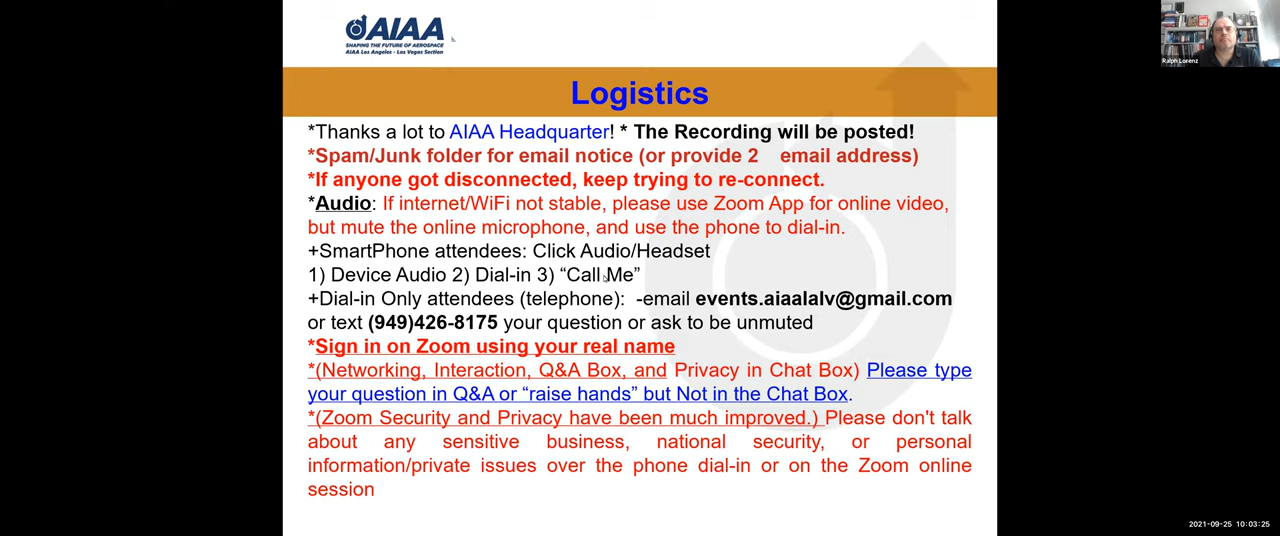 AIAA
SHAPING THE FUTURE OF AEROSPACE
AIAA Los Angeles - Las Vegas Section
Ralph Lorenz
Logistics
*Thanks a lot to AIAA Headquarter! * The Recording will be posted!
*Spam/Junk folder for email notice (or provide 2 email address)
*If anyone got disconnected, keep trying to re-connect.
*Audio: If internet/WiFi not stable, please use Zoom App for online video,
but mute the online microphone, and use the phone to dial-in.
+SmartPhone attendees: Click Audio/Headset
1) Device Audio 2) Dial-in 3) “Call Me”
+Dial-in Only attendees (telephone): -email events.aiaalalv@gmail.com
or text (949)426-8175 your question or ask to be unmuted
*Sign in on Zoom using your real name
*(Networking, Interaction, Q&A Box, and Privacy in Chat Box) Please type
your question in Q&A or “raise hands” but Not in the Chat Box.
*(Zoom Security and Privacy have been much improved.) Please don't talk
about any sensitive business, national security, or personal
information/private issues over the phone dial-in or on the Zoom online
session
2021-09-25 10:03:25